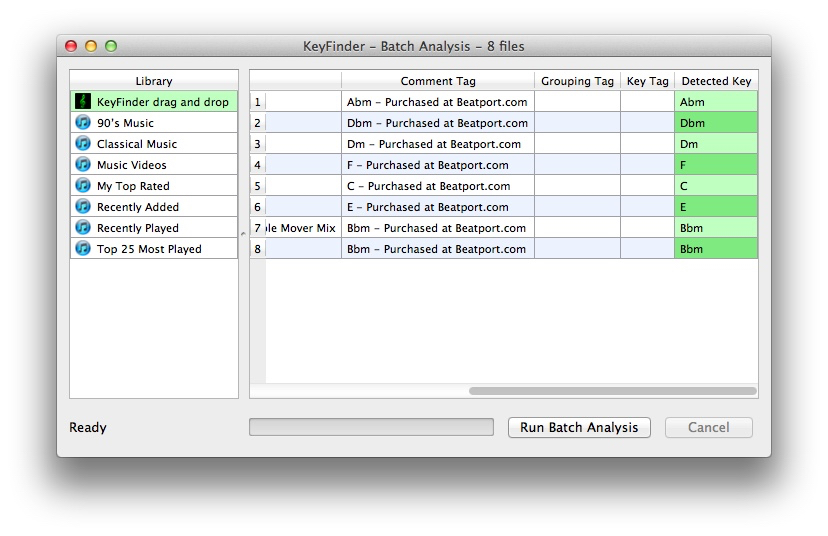 KeyFinder – Batch Analysis – 8 files
Library
KeyFinder drag and drop
90's Music
Classical Music
Music Videos
My Top Rated
Recently Added
Recently Played
Top 25 Most Played
Comment Tag Grouping Tag Key Tag Detected Key
1 Abm – Purchased at Beatport.com Abm
2 Dbm – Purchased at Beatport.com Dbm
3 Dm – Purchased at Beatport.com Dm
4 F – Purchased at Beatport.com F
5 C – Purchased at Beatport.com C
6 E – Purchased at Beatport.com E
7 Mover Mix Bbm – Purchased at Beatport.com Bbm
8 Bbm – Purchased at Beatport.com Bbm
Ready Run Batch Analysis Cancel